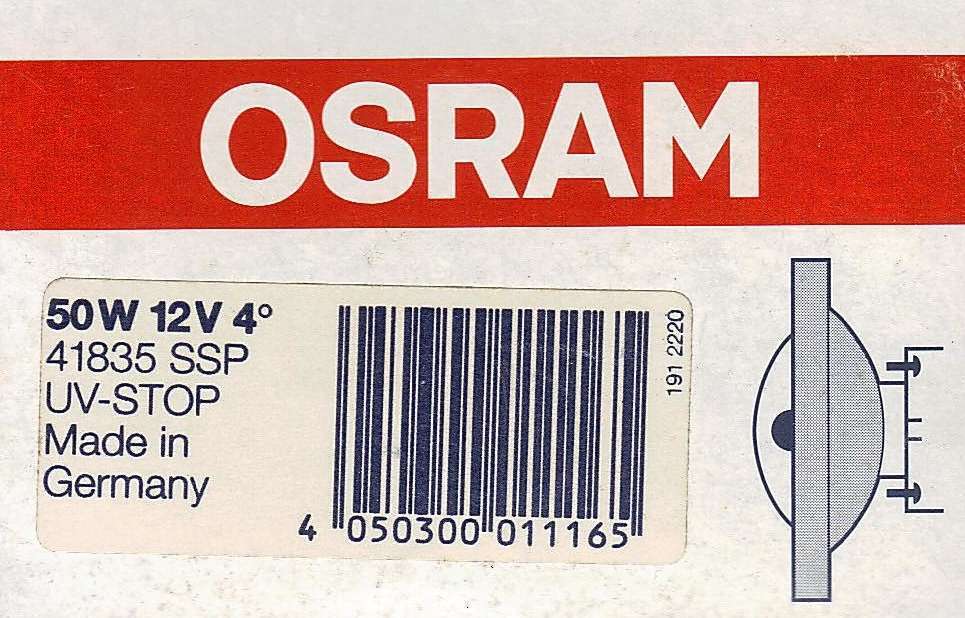 OSRAM
50W 12V 4°
41835 SSP
UV-STOP
Made in
Germany
4 050300 011165
191 2220